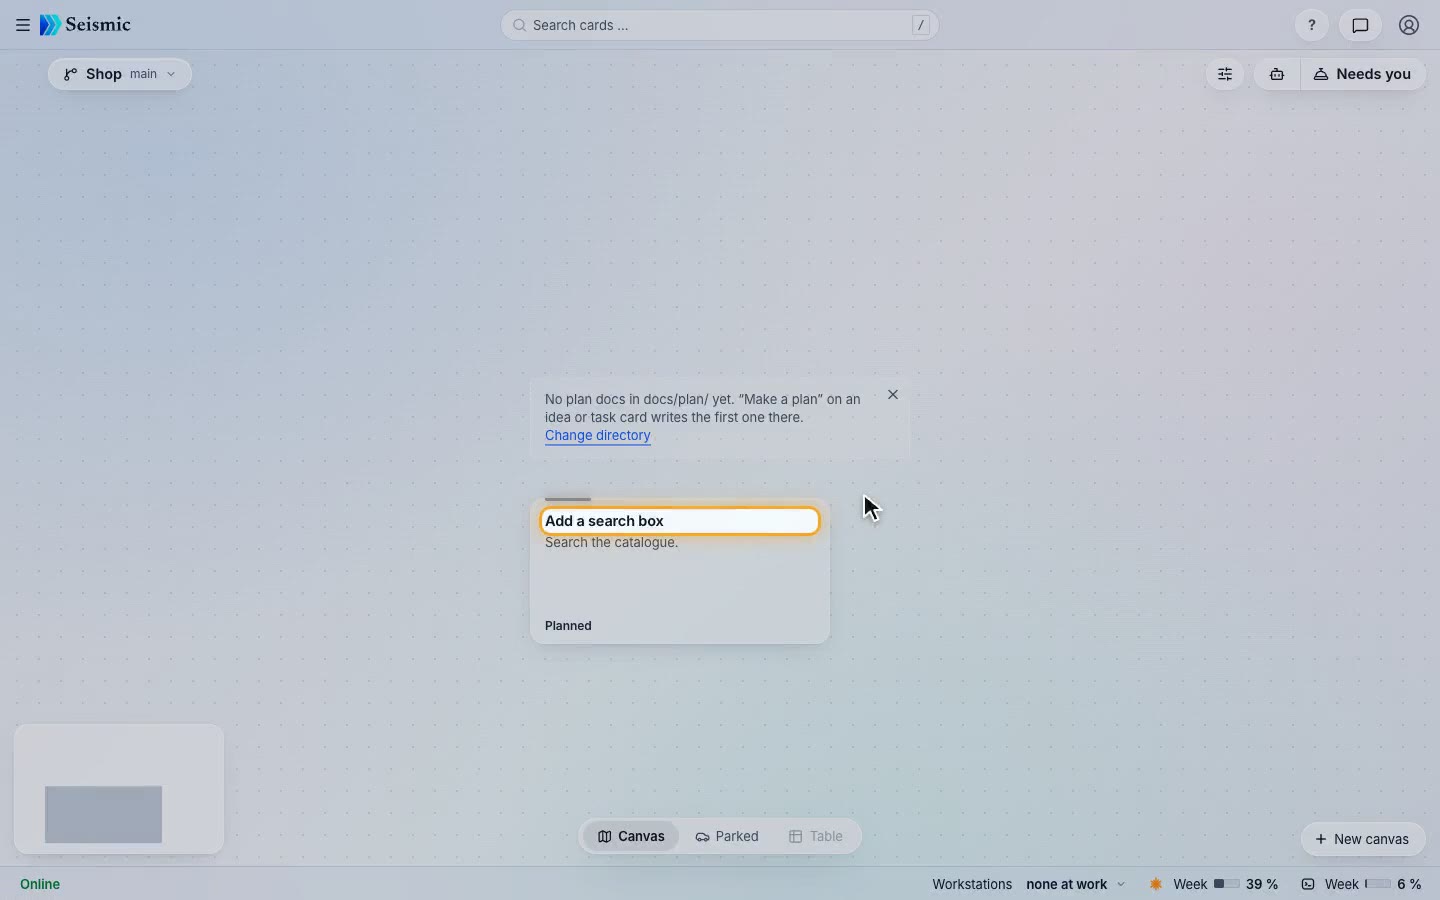 Seismic
Search cards ...
/
?
Shop main
Needs you
No plan docs in docs/plan/ yet. “Make a plan” on an
idea or task card writes the first one there.
Change directory
Add a search box
Search the catalogue.
Planned
Canvas
Parked
Table
+ New canvas
Online
Workstations none at work
Week 39 %
Week 6 %